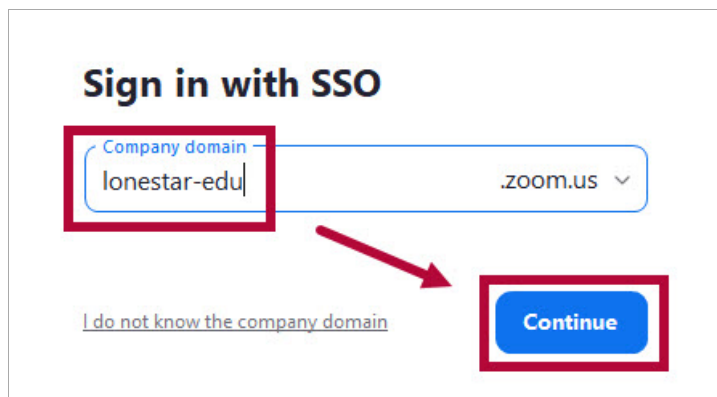 Sign in with SSO
Company domain
lonestar-edu .zoom.us
I do not know the company domain
Continue